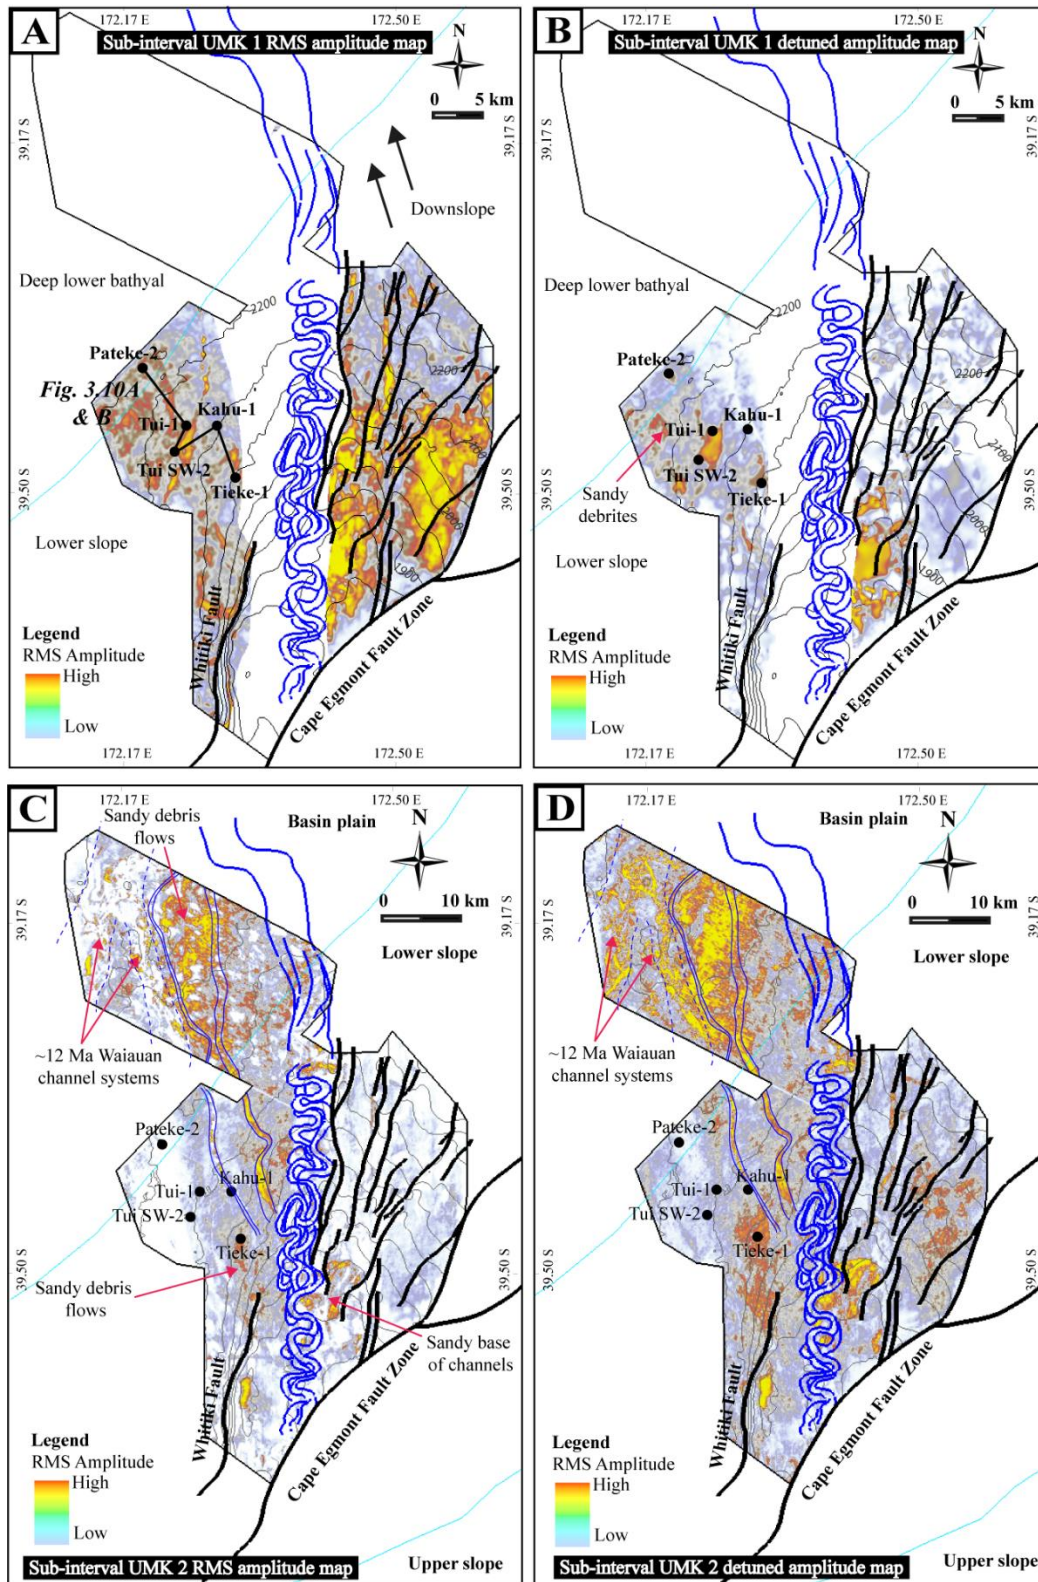 A
172.17 E
172.50 E
Sub-interval UMK 1 RMS amplitude map
N
0 5 km
39.17 S
39.17 S
Downslope
Deep lower bathyal
2200
Pateke-2
Fig. 3.10A
& B
Kahu-1
Tui-1
Tui SW-2
Tieke-1
2200
2100
2000
1900
39.50 S
39.50 S
Lower slope
0
Whitiki Fault
Cape Egmont Fault Zone
Legend
RMS Amplitude
High
Low
172.17 E
172.50 E
B
172.17 E
172.50 E
Sub-interval UMK 1 detuned amplitude map
N
0 5 km
39.17 S
39.17 S
Deep lower bathyal
2200
Pateke-2
Kahu-1
Tui-1
Tui SW-2
Tieke-1
Sandy
debrites
2200
2100
2000
1900
39.50 S
39.50 S
Lower slope
0
Whitiki Fault
Cape Egmont Fault Zone
Legend
RMS Amplitude
High
Low
172.17 E
172.50 E
C
172.17 E
172.50 E
Sandy debris
flows
Basin plain
N
0 10 km
39.17 S
39.17 S
Lower slope
~12 Ma Waiauan
channel systems
Pateke-2
Tui-1
Kahu-1
Tui SW-2
Tieke-1
39.50 S
39.50 S
Sandy debris
flows
Sandy base
of channels
Whitiki Fault
Cape Egmont Fault Zone
Legend
RMS Amplitude
High
Low
Sub-interval UMK 2 RMS amplitude map
Upper slope
D
172.17 E
172.50 E
Basin plain
N
0 10 km
39.17 S
39.17 S
Lower slope
~12 Ma Waiauan
channel systems
Pateke-2
Tui-1
Kahu-1
Tui SW-2
Tieke-1
39.50 S
39.50 S
Whitiki Fault
Cape Egmont Fault Zone
Legend
RMS Amplitude
High
Low
Sub-interval UMK 2 detuned amplitude map
Upper slope